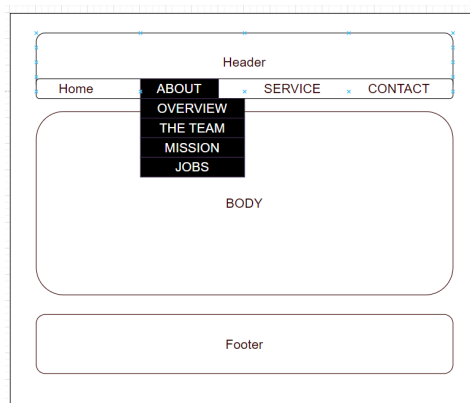 Header
Home ABOUT SERVICE CONTACT
OVERVIEW
THE TEAM
MISSION
JOBS
BODY
Footer